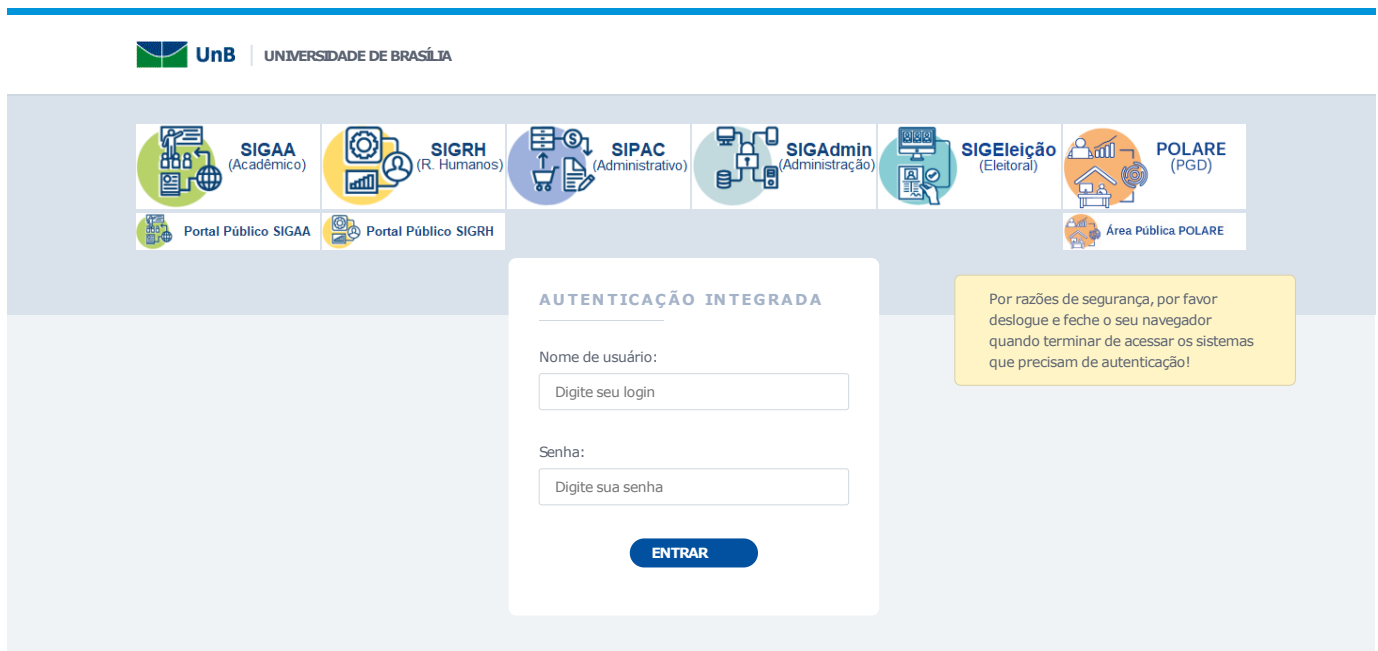 UnB UNIVERSIDADE DE BRASÍLIA
SIGAA
(Acadêmico)
SIGRH
(R. Humanos)
SIPAC
(Administrativo)
SIGAdmin
(Administração)
SIGEleição
(Eleitoral)
POLARE
(PGD)
Portal Público SIGAA
Portal Público SIGRH
Área Pública POLARE
AUTENTICAÇÃO INTEGRADA
Nome de usuário:
Digite seu login
Senha:
Digite sua senha
ENTRAR
Por razões de segurança, por favor
deslogue e feche o seu navegador
quando terminar de acessar os sistemas
que precisam de autenticação!